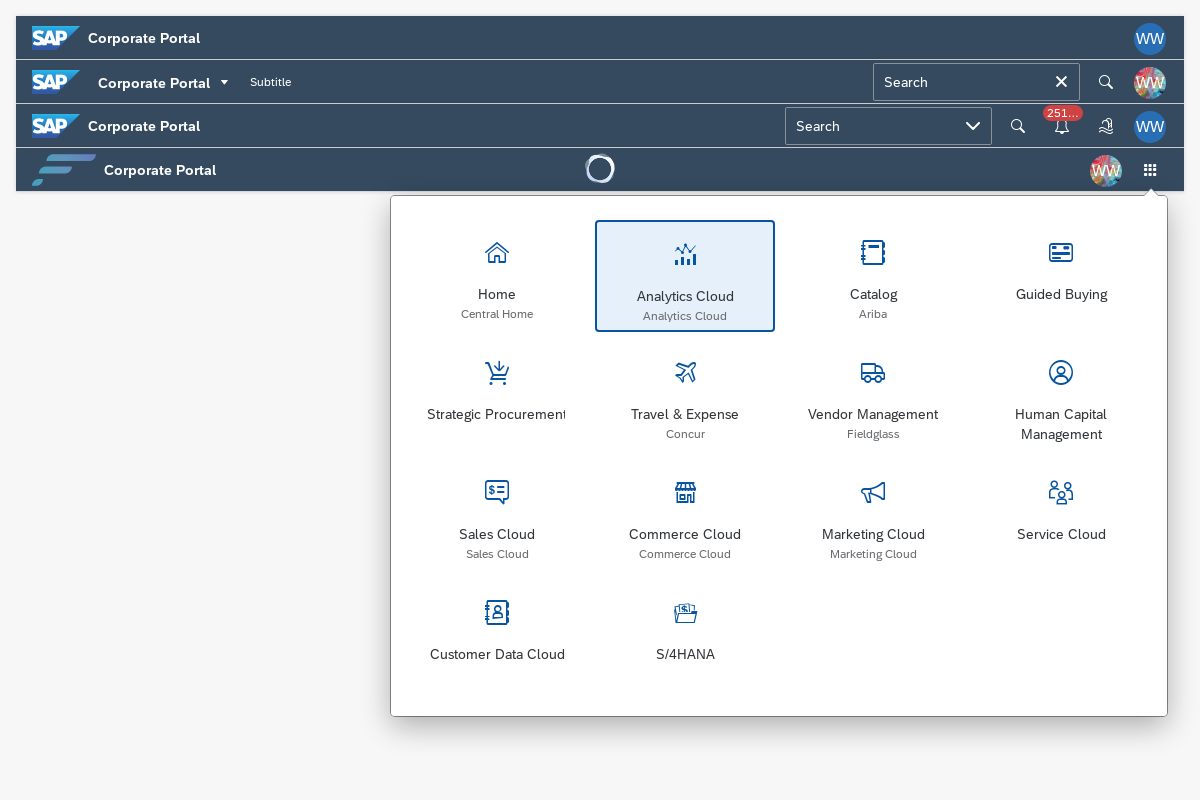 SAP Corporate Portal WW
SAP Corporate Portal Subtitle Search WW
SAP Corporate Portal Search 251... WW
Corporate Portal WW
Home Analytics Cloud Catalog Guided Buying
Central Home Analytics Cloud Ariba
Strategic Procurement Travel & Expense Vendor Management Human Capital
Concur Fieldglass Management
Sales Cloud Commerce Cloud Marketing Cloud Service Cloud
Sales Cloud Commerce Cloud Marketing Cloud
Customer Data Cloud S/4HANA